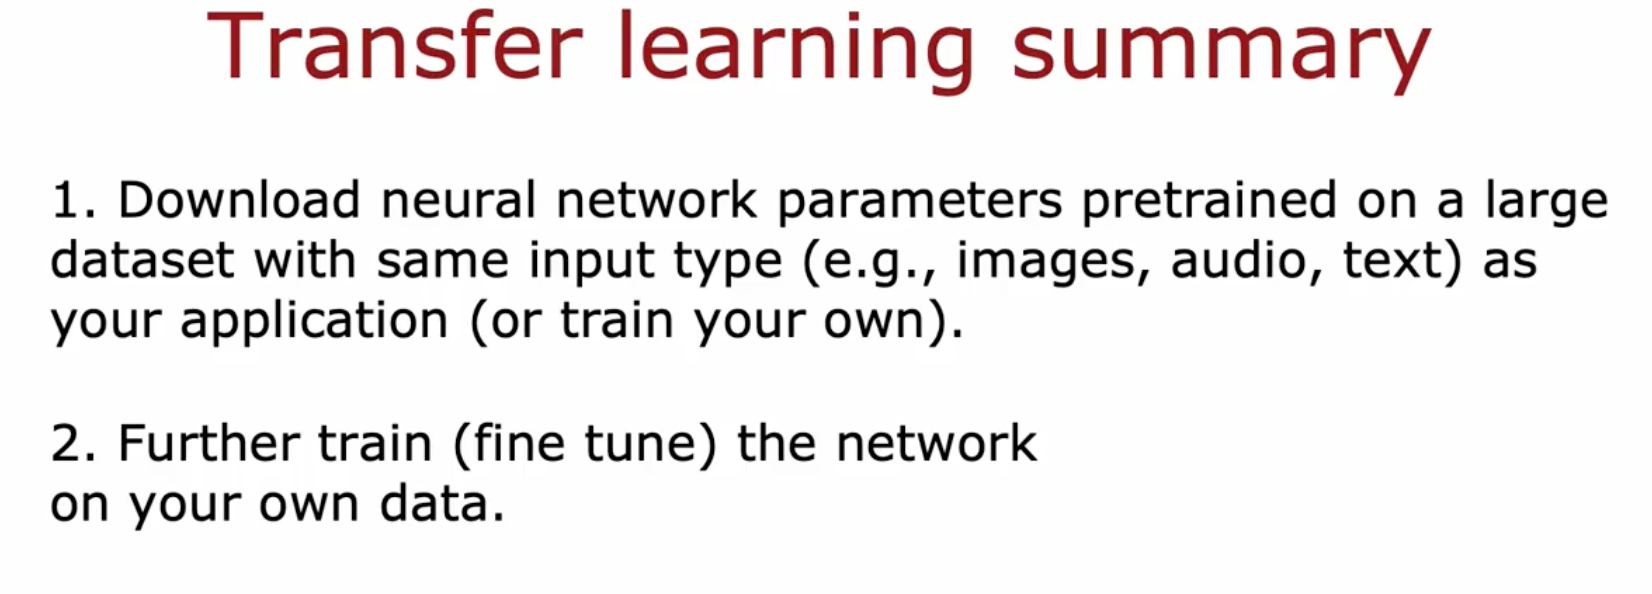 Transfer learning summary
1. Download neural network parameters pretrained on a large
dataset with same input type (e.g., images, audio, text) as
your application (or train your own).
2. Further train (fine tune) the network
on your own data.